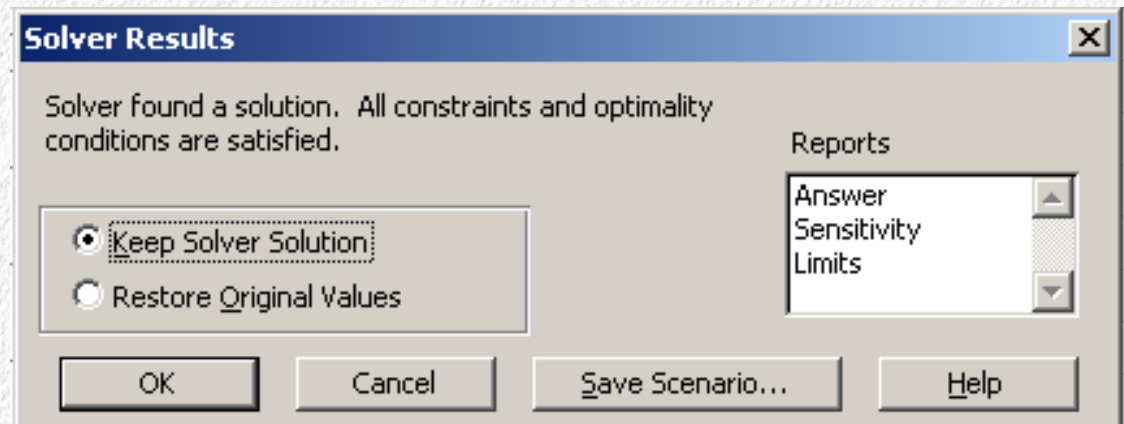 Solver Results
Solver found a solution. All constraints and optimality
conditions are satisfied.
Reports
Answer
Sensitivity
Limits
Keep Solver Solution
Restore Original Values
OK
Cancel
Save Scenario...
Help